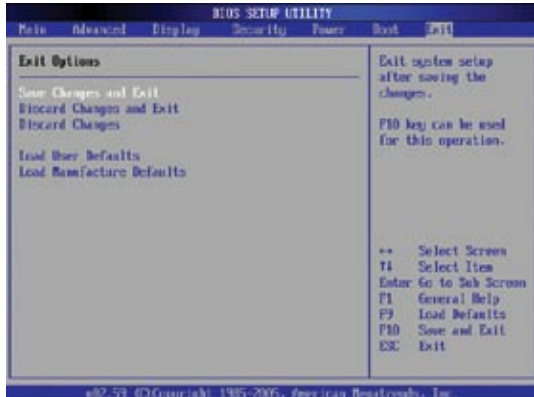 BIOS SETUP UTILITY
Main Advanced Display Security Power Boot Exit
Exit Options
Save Changes and Exit
Discard Changes and Exit
Discard Changes
Load User Defaults
Load Manufacture Defaults
Exit system setup
after saving the
changes.
F10 key can be used
for this operation.
↔ Select Screen
↑↓ Select Item
Enter Go to Sub Screen
F1 General Help
F9 Load Defaults
F10 Save and Exit
ESC Exit
v02.59 (C)Copyright 1985-2005, American Megatrends, Inc.